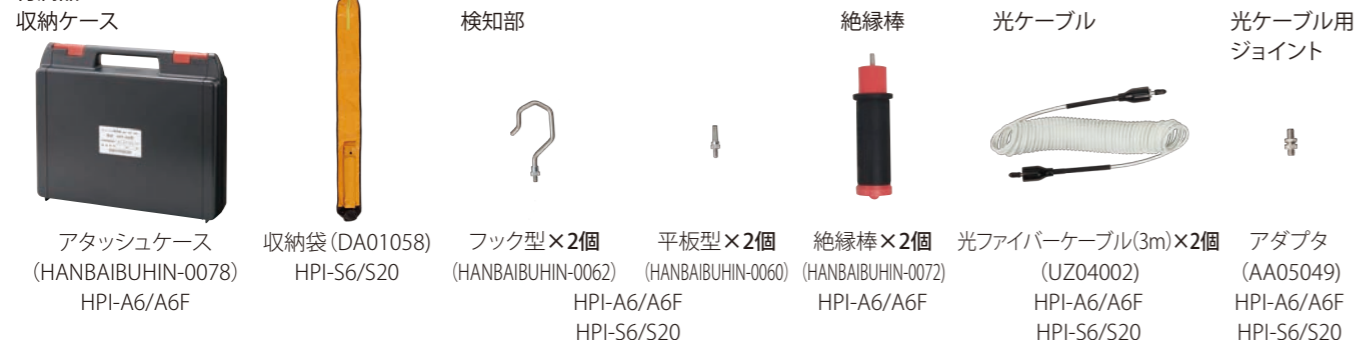 収納ケース
検知部
絶縁棒
光ケーブル
光ケーブル用
ジョイント
アタッシュケース
(HANBAIBUHIN-0078)
HPI-A6/A6F
収納袋(DA01058)
HPI-S6/S20
フック型×2個
(HANBAIBUHIN-0062)
平板型×2個
(HANBAIBUHIN-0060)
HPI-A6/A6F
HPI-S6/S20
絶縁棒×2個
(HANBAIBUHIN-0072)
HPI-A6/A6F
光ファイバーケーブル(3m)×2個
(UZ04002)
HPI-A6/A6F
HPI-S6/S20
アダプタ
(AA05049)
HPI-A6/A6F
HPI-S6/S20